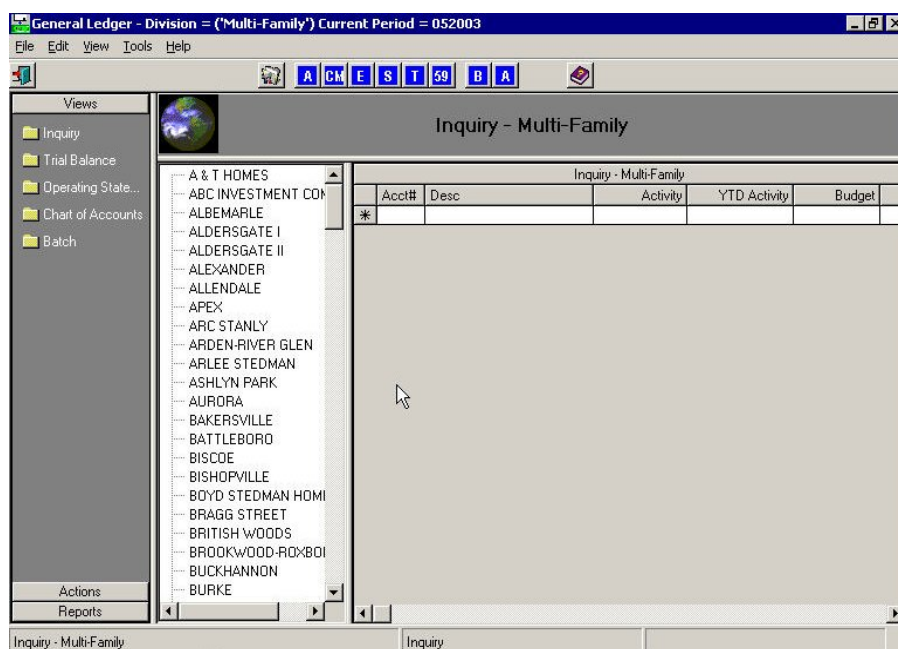 General Ledger - Division = ('Multi-Family') Current Period = 052003
File Edit View Tools Help
A CM E S T 59 B A
Views
Inquiry - Multi-Family
Inquiry
Trial Balance
Operating State...
Chart of Accounts
Batch
A & T HOMES
ABC INVESTMENT COM
ALBEMARLE
ALDERSGATE I
ALDERSGATE II
ALEXANDER
ALLENDALE
APEX
ARC STANLY
ARDEN-RIVER GLEN
ARLEE STEDMAN
ASHLYN PARK
AURORA
BAKERSVILLE
BATTLEBORO
BISCOE
BISHOPVILLE
BOYD STEDMAN HOMI
BRAGG STREET
BRITISH WOODS
BROOKWOOD-ROXBOI
BUCKHANNON
BURKE
Inquiry - Multi-Family
Acct# Desc Activity YTD Activity Budget
Actions
Reports
Inquiry - Multi-Family Inquiry